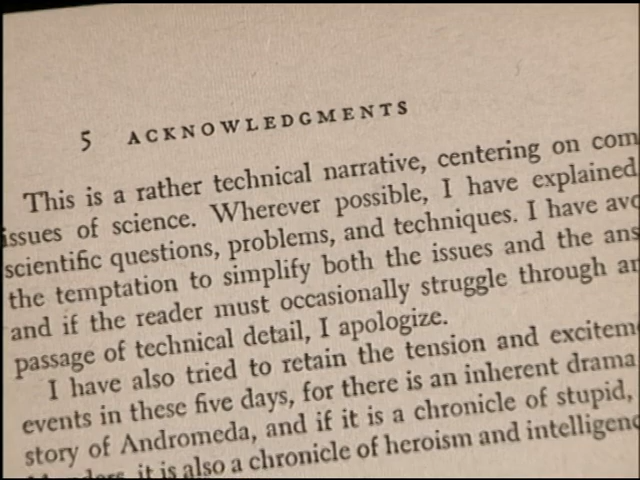 5 ACKNOWLEDGMENTS
This is a rather technical narrative, centering on com
issues of science. Wherever possible, I have explained
scientific questions, problems, and techniques. I have avo
the temptation to simplify both the issues and the ans
and if the reader must occasionally struggle through an
passage of technical detail, I apologize.
I have also tried to retain the tension and excitem
events in these five days, for there is an inherent drama
story of Andromeda, and if it is a chronicle of stupid,
it is also a chronicle of heroism and intelligenc